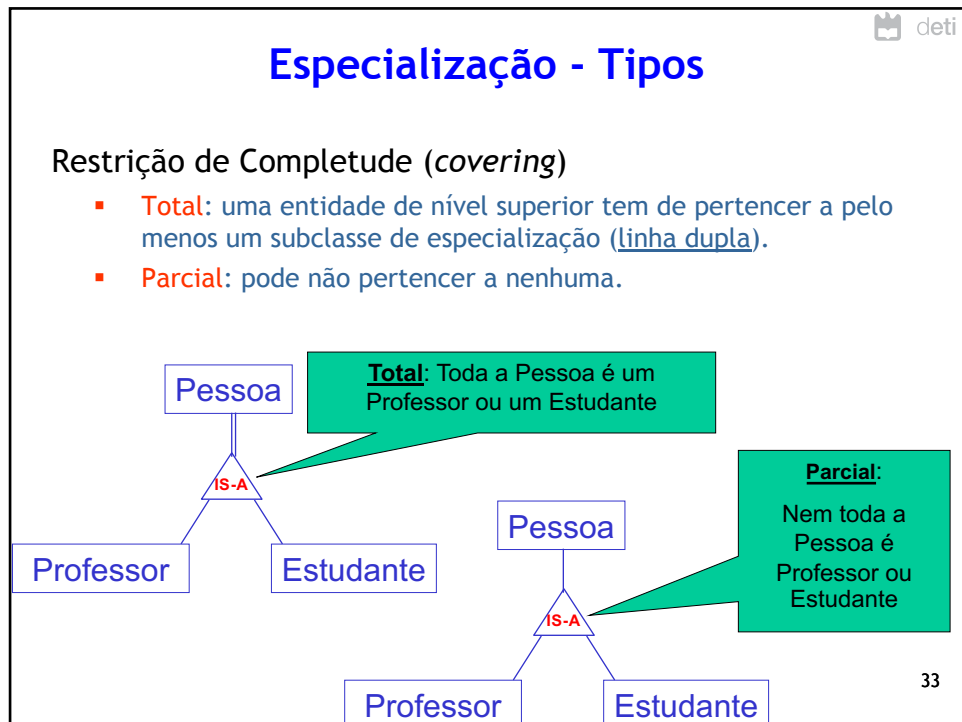 deti
Especialização - Tipos
Restrição de Completude (covering)
▪ Total: uma entidade de nível superior tem de pertencer a pelo
menos um subclasse de especialização (linha dupla).
▪ Parcial: pode não pertencer a nenhuma.
Pessoa
Total: Toda a Pessoa é um
Professor ou um Estudante
IS-A
Professor
Estudante
Pessoa
Parcial:
Nem toda a
Pessoa é
Professor ou
Estudante
IS-A
Professor
Estudante
33